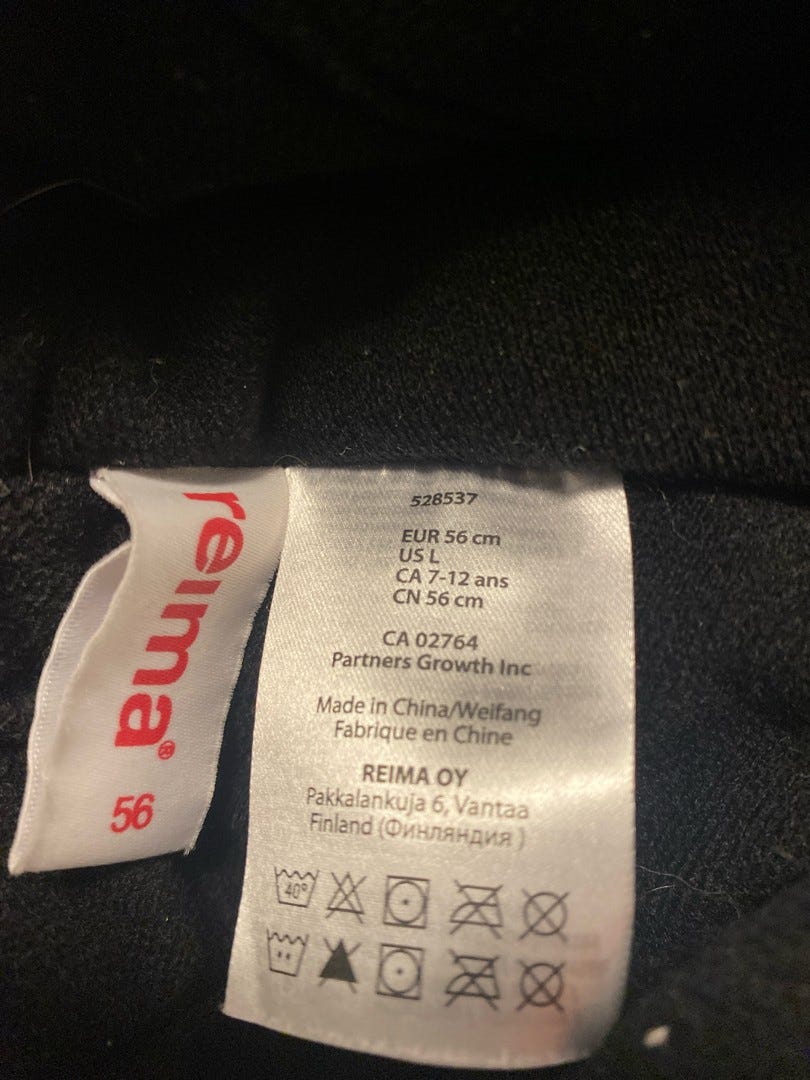 reima®
56
528537
EUR 56 cm
US L
CA 7-12 ans
CN 56 cm
CA 02764
Partners Growth Inc
Made in China/Weifang
Fabrique en Chine
REIMA OY
Pakkalankuja 6, Vantaa
Finland (Финляндия )
40°